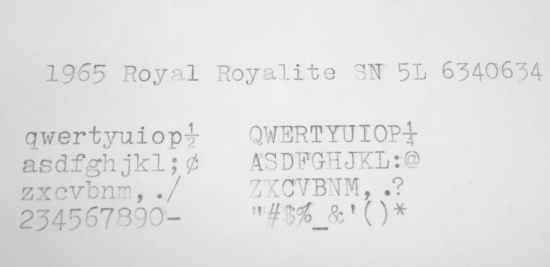 1965 Royal Royalite SN 5L 6340634
qwertyuiop½ QWERTYUIOP¼
asdfghjkl;¢ ASDFGHJKL:@
zxcvbnm,./ ZXCVBNM,.?
234567890- "#$%_&'()*